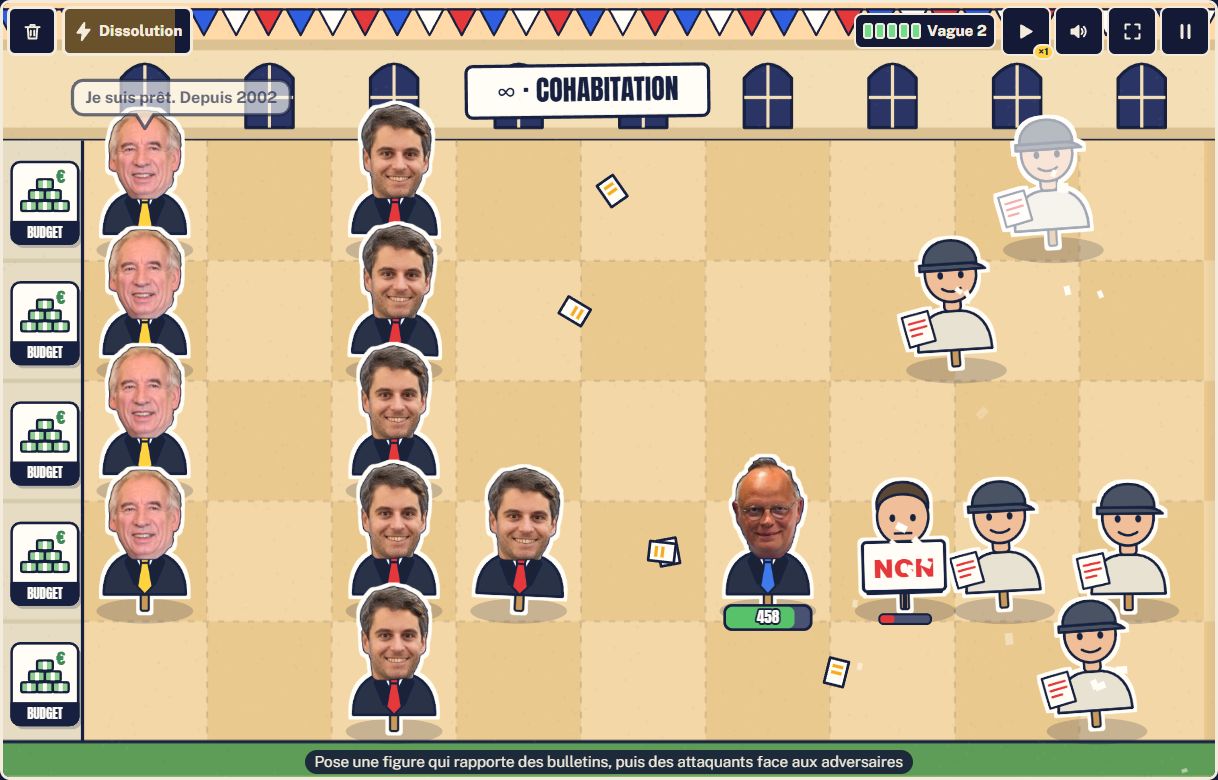 Dissolution
Vague 2
×1
Je suis prêt. Depuis 2002
∞ · COHABITATION
€
BUDGET
€
BUDGET
€
BUDGET
€
BUDGET
€
BUDGET
458
NON
Pose une figure qui rapporte des bulletins, puis des attaquants face aux adversaires